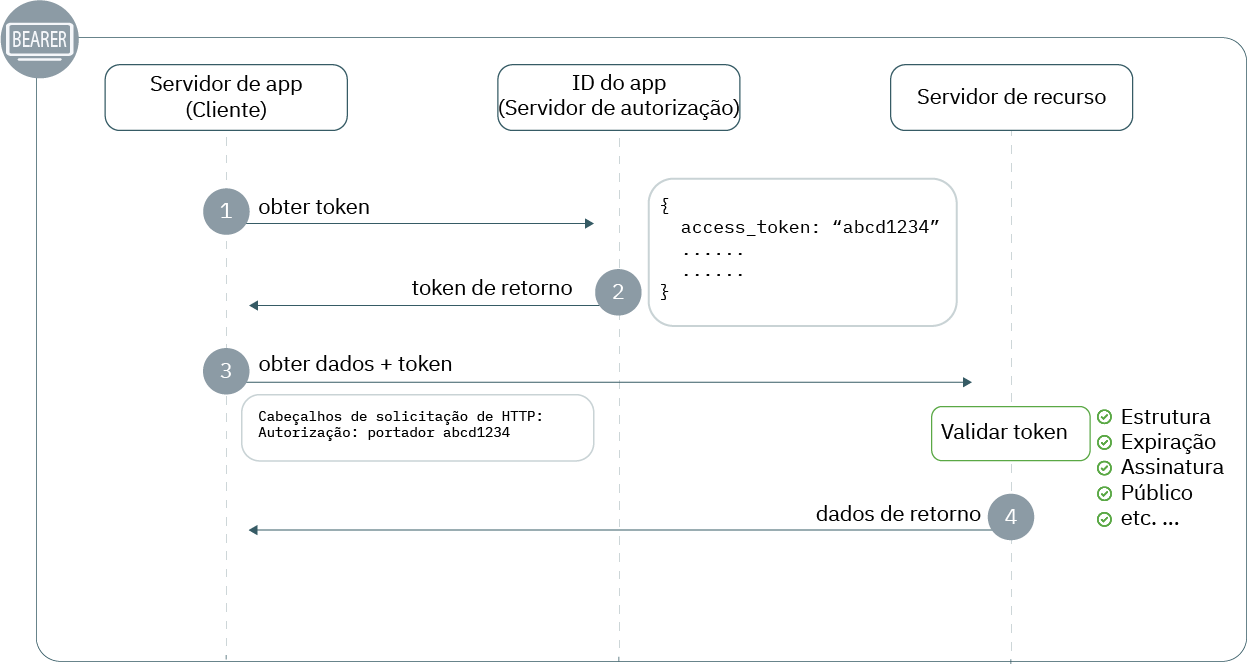 BEARER
Servidor de app
(Cliente)
ID do app
(Servidor de autorização)
Servidor de recurso
1
obter token
{
access_token: “abcd1234”
......
......
}
token de retorno
2
3
obter dados + token
Cabeçalhos de solicitação de HTTP:
Autorização: portador abcd1234
Validar token
Estrutura
Expiração
Assinatura
Público
etc. ...
dados de retorno
4